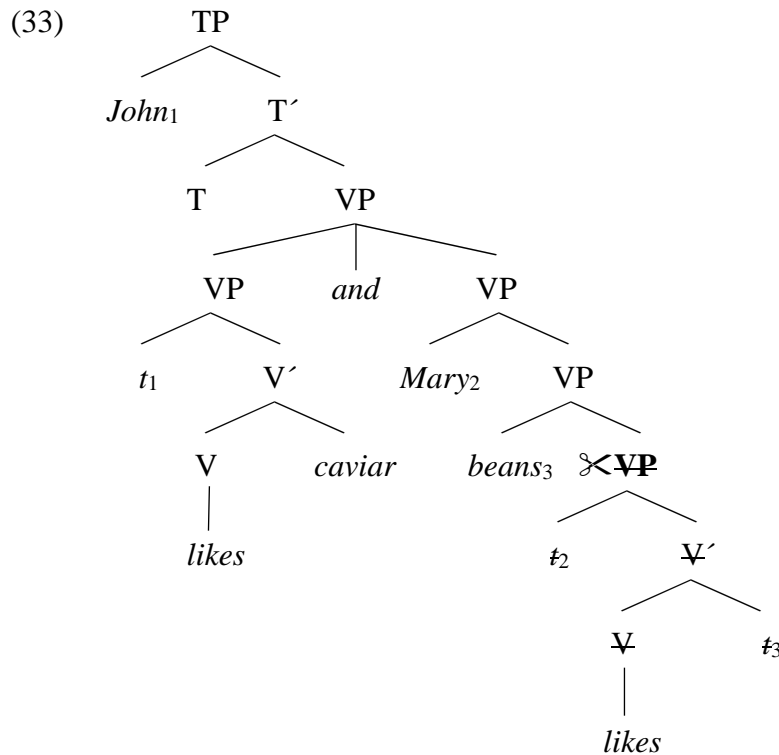 (33) TP
John₁ T´
T VP
VP and VP
t₁ V´ Mary₂ VP
V caviar beans₃ ✂VP
likes t₂ V´
V t₃
likes